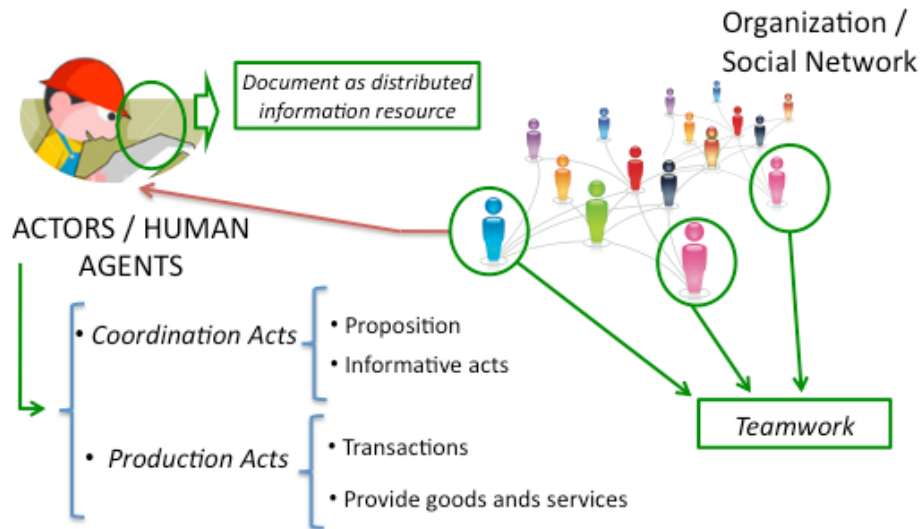 Organization /
Social Network
Document as distributed
information resource
ACTORS / HUMAN
AGENTS
• Coordination Acts
• Proposition
• Informative acts
• Production Acts
• Transactions
• Provide goods ands services
Teamwork